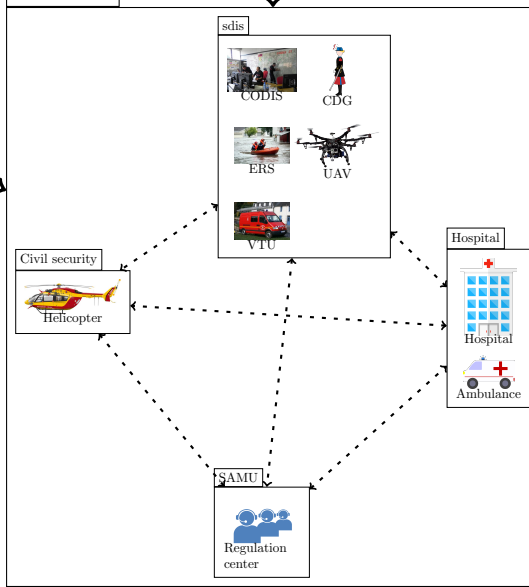 sdis
CODIS
CDG
ERS
UAV
VTU
Civil security
Helicopter
Hospital
Hospital
Ambulance
SAMU
Regulation
center